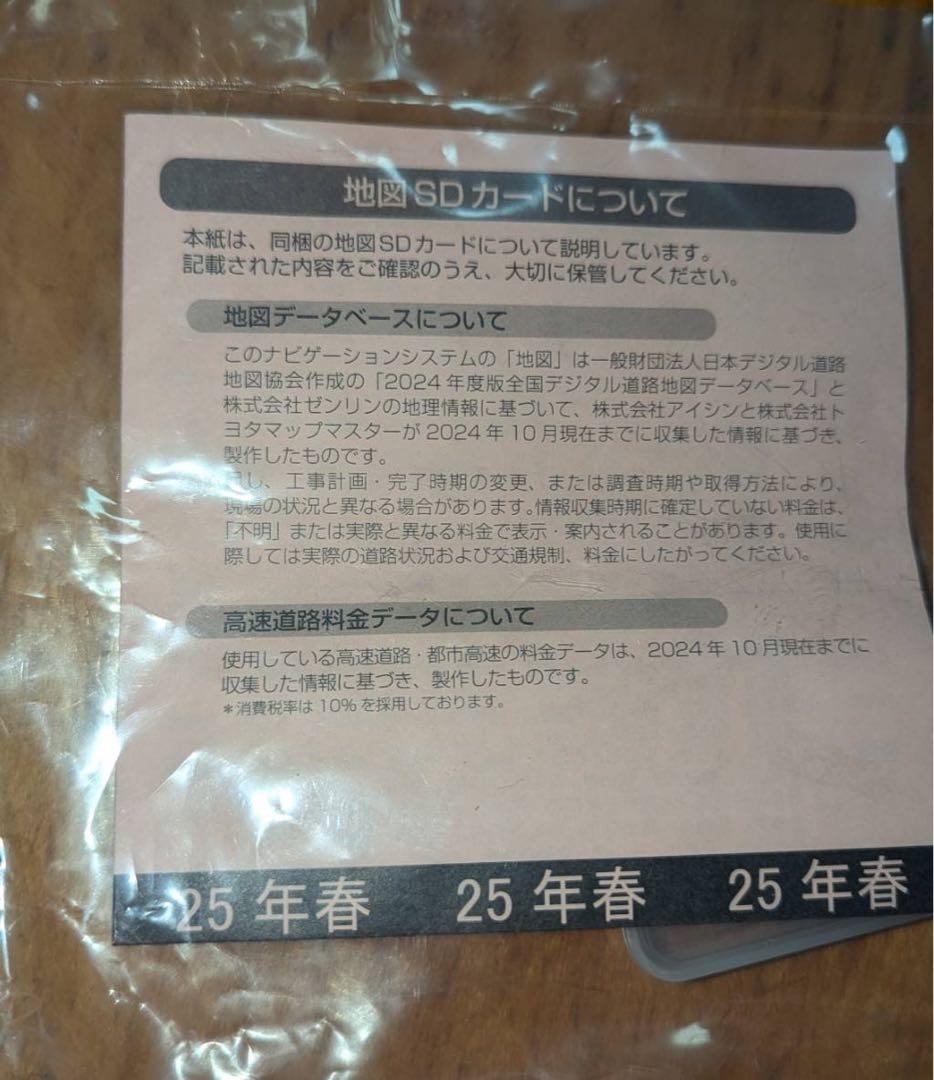 地図SDカードについて
本紙は、同梱の地図SDカードについて説明しています。
記載された内容をご確認のうえ、大切に保管してください。
地図データベースについて
このナビゲーションシステムの「地図」は一般財団法人日本デジタル道路
地図協会作成の「2024年度版全国デジタル道路地図データベース」と
株式会社ゼンリンの地理情報に基づいて、株式会社アイシンと株式会社ト
ヨタマップマスターが2024年10月現在までに収集した情報に基づき、
製作したものです。
但し、工事計画・完了時期の変更、または調査時期や取得方法により、
現場の状況と異なる場合があります。情報収集時期に確定していない料金は、
「不明」または実際と異なる料金で表示・案内されることがあります。使用に
際しては実際の道路状況および交通規制、料金にしたがってください。
高速道路料金データについて
使用している高速道路・都市高速の料金データは、2024年10月現在までに
収集した情報に基づき、製作したものです。
＊消費税率は10%を採用しております。
25年春 25年春 25年春